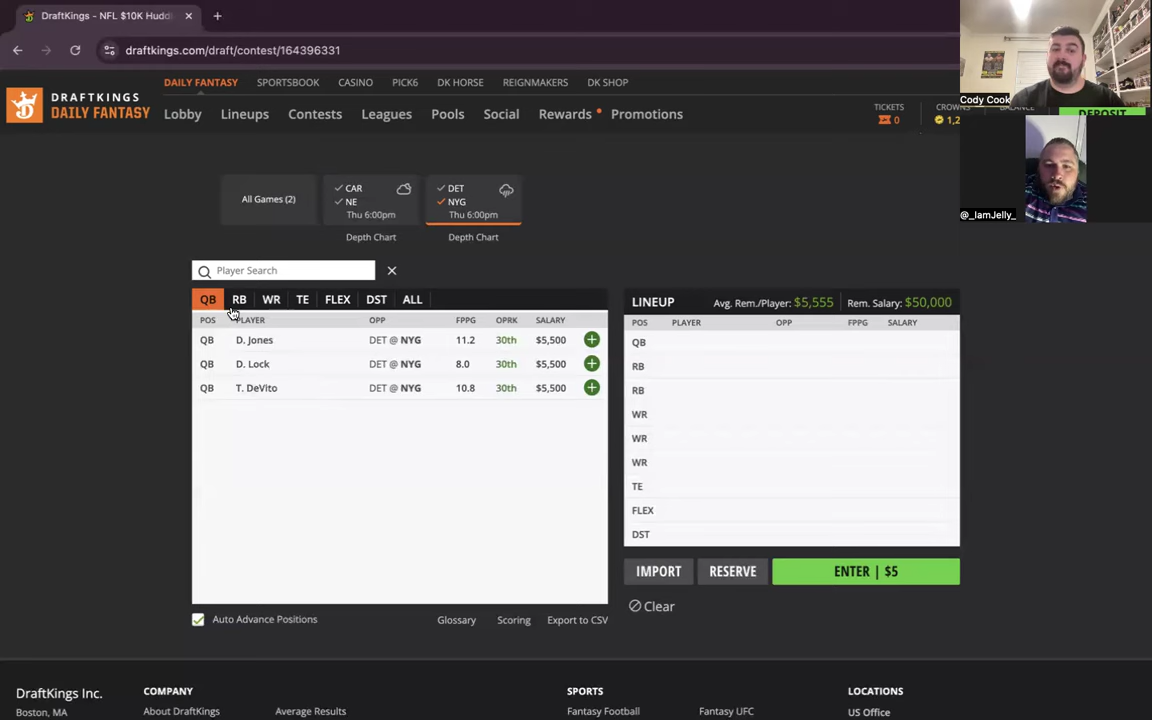 DraftKings - NFL $10K Huddl
draftkings.com/draft/contest/164396331
DAILY FANTASY SPORTSBOOK CASINO PICK6 DK HORSE REIGNMAKERS DK SHOP
DRAFTKINGS
DAILY FANTASY
Lobby Lineups Contests Leagues Pools Social Rewards Promotions
TICKETS
0
CROWN
1,2
BALANCE
DEPOSIT
Cody Cook
@_IamJelly_
All Games (2)
CAR
NE
Thu 6:00pm
Depth Chart
DET
NYG
Thu 6:00pm
Depth Chart
Player Search
QB RB WR TE FLEX DST ALL
POS PLAYER OPP FPPG OPRK SALARY
QB D. Jones DET @ NYG 11.2 30th $5,500
QB D. Lock DET @ NYG 8.0 30th $5,500
QB T. DeVito DET @ NYG 10.8 30th $5,500
Auto Advance Positions
Glossary Scoring Export to CSV
LINEUP Avg. Rem./Player: $5,555 Rem. Salary: $50,000
POS PLAYER OPP FPPG SALARY
QB
RB
RB
WR
WR
WR
TE
FLEX
DST
IMPORT RESERVE ENTER | $5
Clear
DraftKings Inc.
Boston, MA
COMPANY
About DraftKings Average Results
SPORTS
Fantasy Football Fantasy UFC
LOCATIONS
US Office